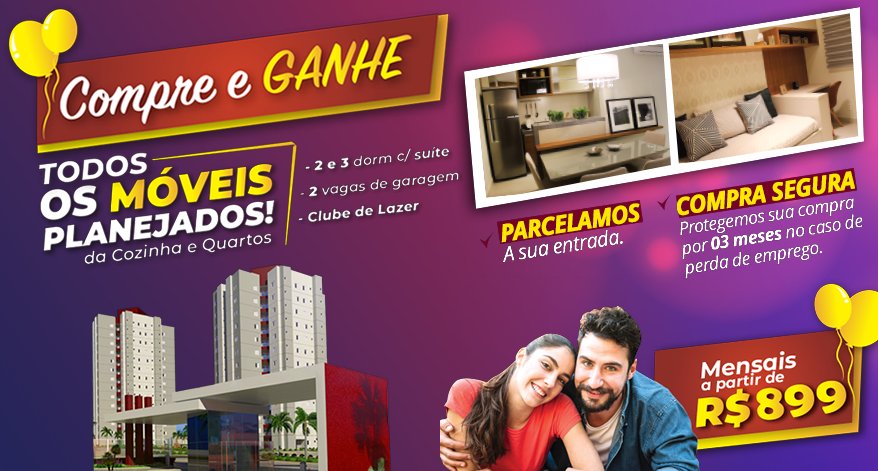 Compre e GANHE
TODOS
OS MÓVEIS
PLANEJADOS!
da Cozinha e Quartos
- 2 e 3 dorm c/ suíte
- 2 vagas de garagem
- Clube de Lazer
PARCELAMOS
A sua entrada.
COMPRA SEGURA
Protegemos sua compra
por 03 meses no caso de
perda de emprego.
Mensais
a partir de
R$ 899